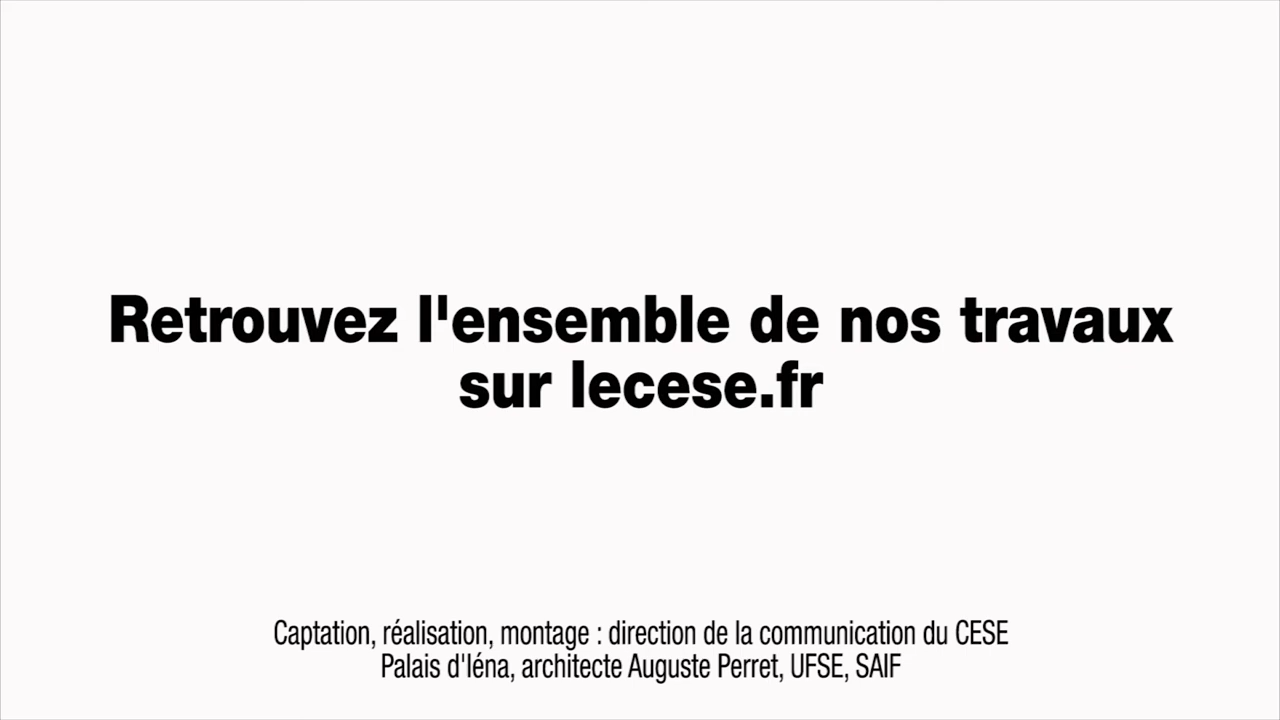 Retrouvez l'ensemble de nos travaux
sur lecese.fr
Captation, réalisation, montage : direction de la communication du CESE
Palais d'Iéna, architecte Auguste Perret, UFSE, SAIF